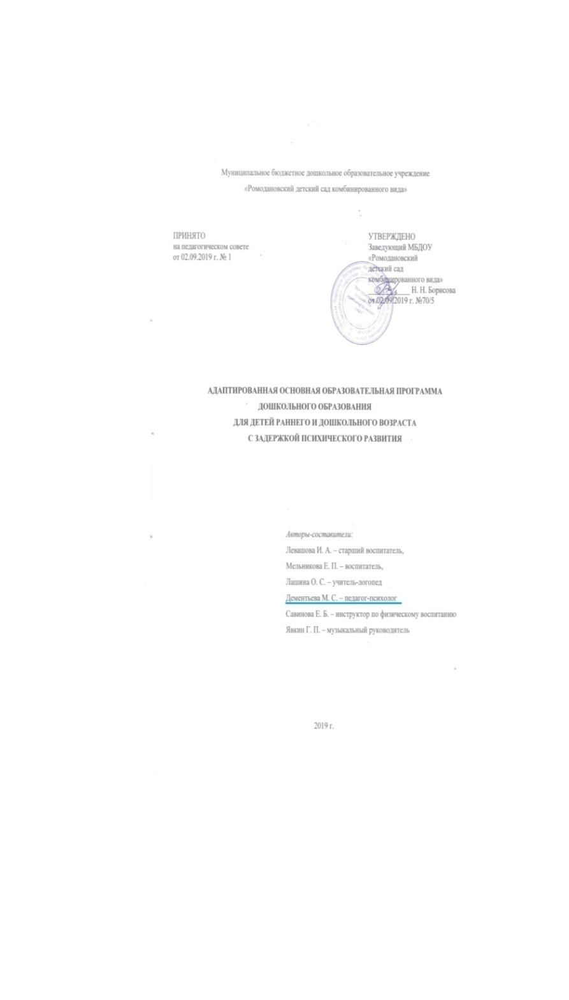 Муниципальное бюджетное дошкольное образовательное учреждение
«Ромодановский детский сад комбинированного вида»
ПРИНЯТО
на педагогическом совете
от 02.09.2019 г. № 1
УТВЕРЖДЕНО
Заведующий МБДОУ
«Ромодановский
детский сад
комбинированного вида»
Н. Н. Борисова
от 02.09.2019 г. №70/5
АДАПТИРОВАННАЯ ОСНОВНАЯ ОБРАЗОВАТЕЛЬНАЯ ПРОГРАММА
ДОШКОЛЬНОГО ОБРАЗОВАНИЯ
ДЛЯ ДЕТЕЙ РАННЕГО И ДОШКОЛЬНОГО ВОЗРАСТА
С ЗАДЕРЖКОЙ ПСИХИЧЕСКОГО РАЗВИТИЯ
Авторы-составители:
Левашова И. А. – старший воспитатель,
Мельникова Е. П. – воспитатель,
Лашина О. С. – учитель-логопед
Дементьева М. С. – педагог-психолог
Савинова Е. Б. – инструктор по физическому воспитанию
Явкин Г. П. – музыкальный руководитель
2019 г.